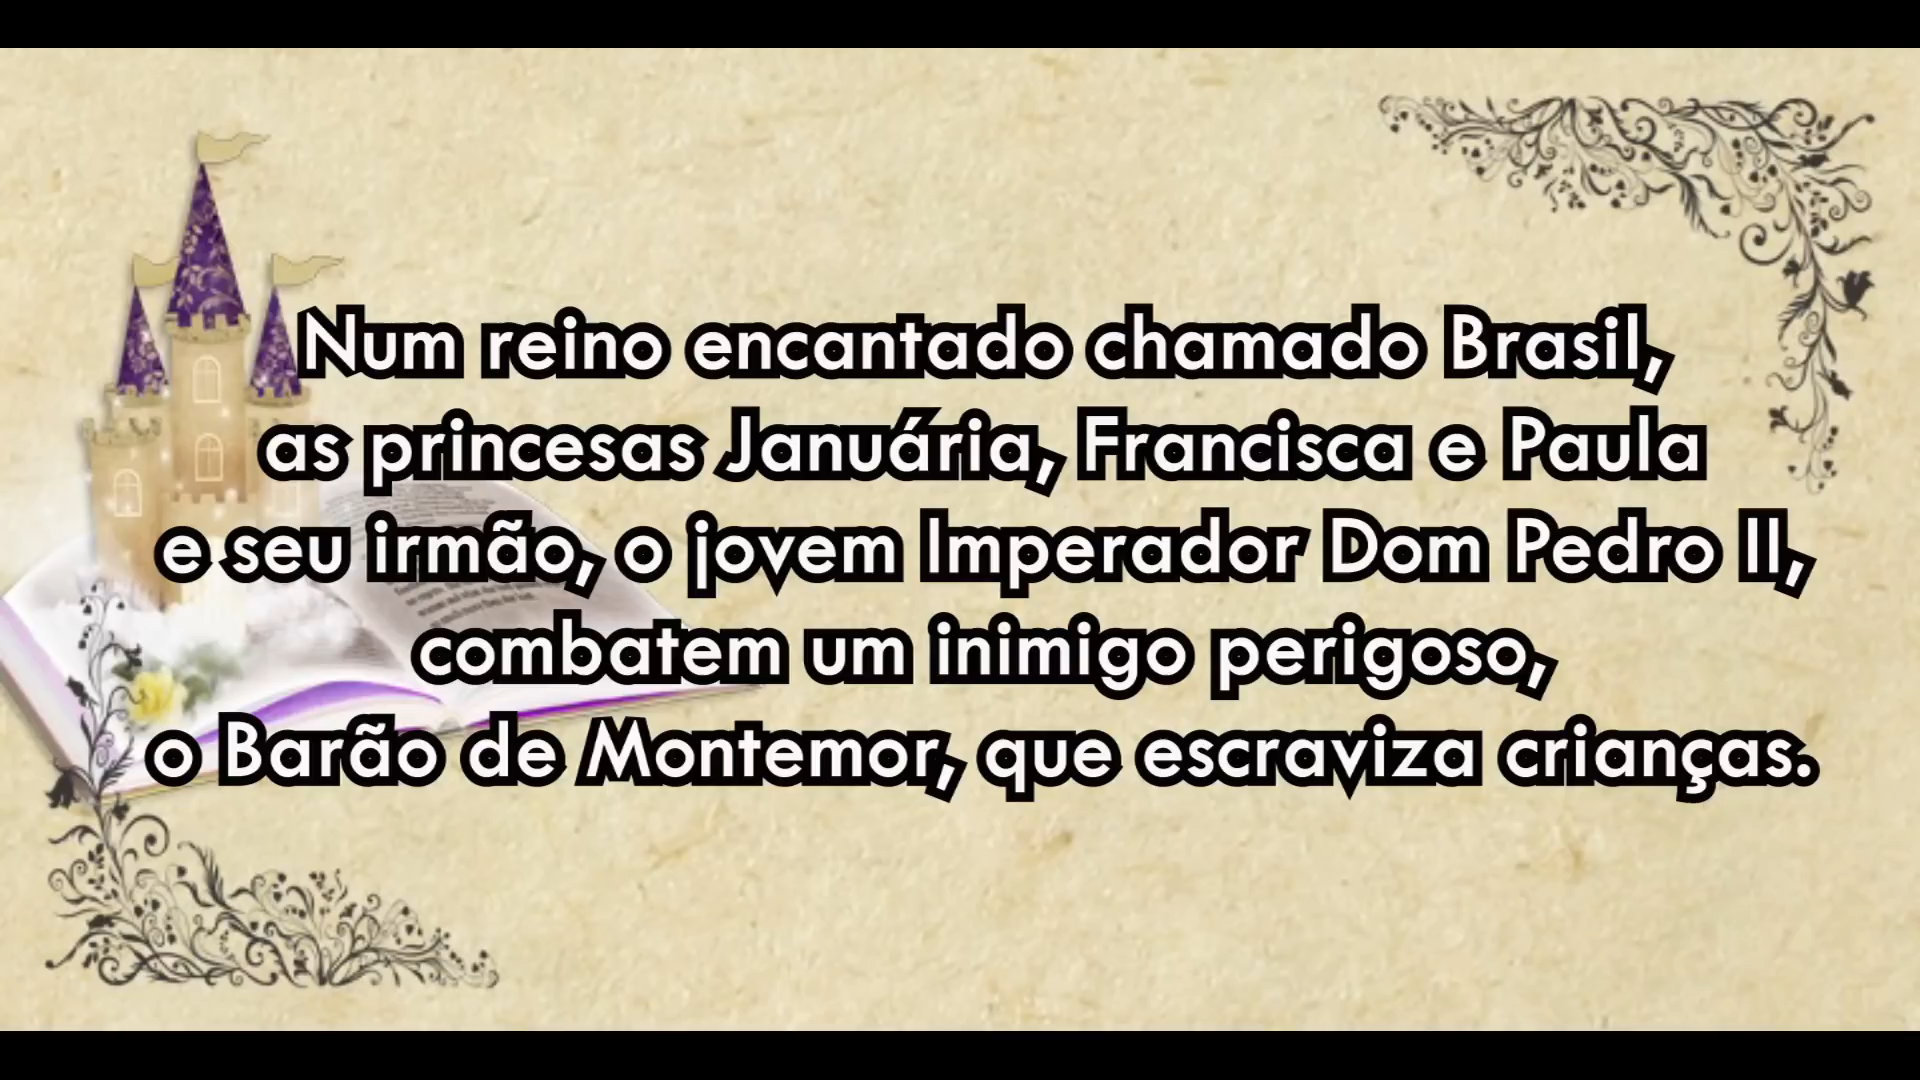 Num reino encantado chamado Brasil,
as princesas Januária, Francisca e Paula
e seu irmão, o jovem Imperador Dom Pedro II,
combatem um inimigo perigoso,
o Barão de Montemor, que escraviza crianças.